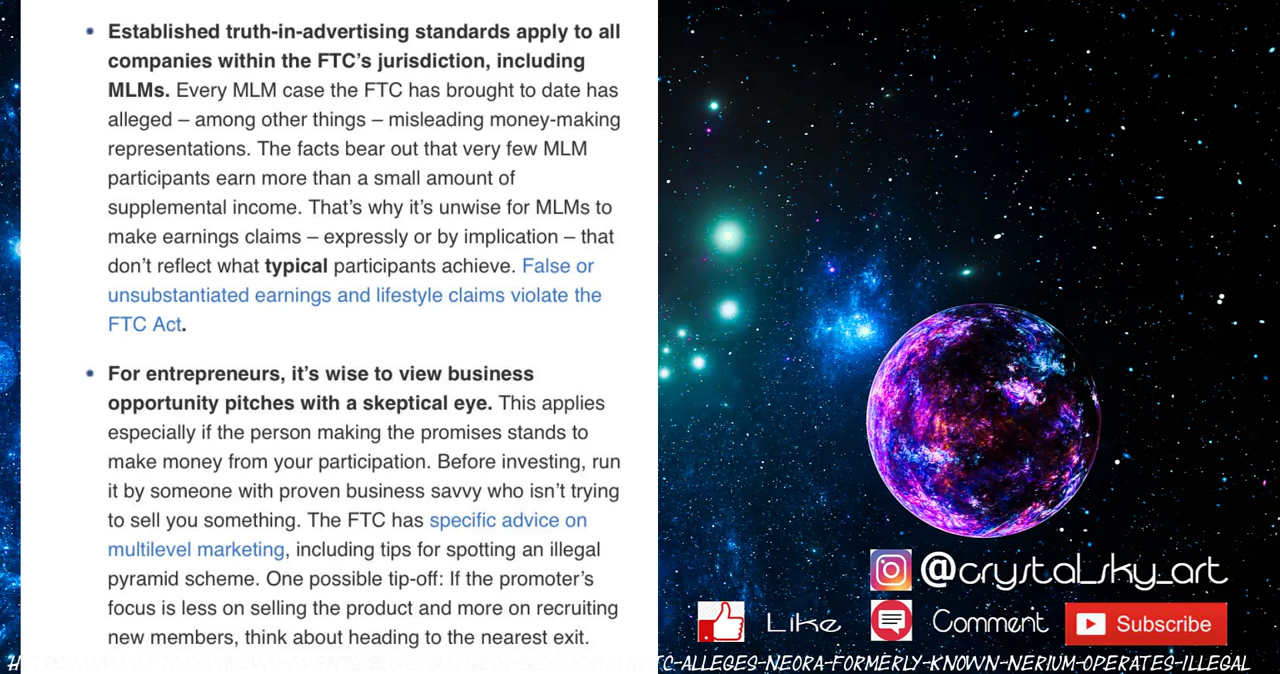 Established truth-in-advertising standards apply to all
companies within the FTC's jurisdiction, including
MLMs. Every MLM case the FTC has brought to date has
alleged – among other things – misleading money-making
representations. The facts bear out that very few MLM
participants earn more than a small amount of
supplemental income. That's why it's unwise for MLMs to
make earnings claims – expressly or by implication – that
don't reflect what typical participants achieve. False or
unsubstantiated earnings and lifestyle claims violate the
FTC Act.
For entrepreneurs, it's wise to view business
opportunity pitches with a skeptical eye. This applies
especially if the person making the promises stands to
make money from your participation. Before investing, run
it by someone with proven business savvy who isn't trying
to sell you something. The FTC has specific advice on
multilevel marketing, including tips for spotting an illegal
pyramid scheme. One possible tip-off: If the promoter's
focus is less on selling the product and more on recruiting
new members, think about heading to the nearest exit.
@crystal_sky_art
Like
Comment
Subscribe
TC-ALLEGES-NEORA-FORMERLY-KNOWN-NERIUM-OPERATES-ILLEGAL